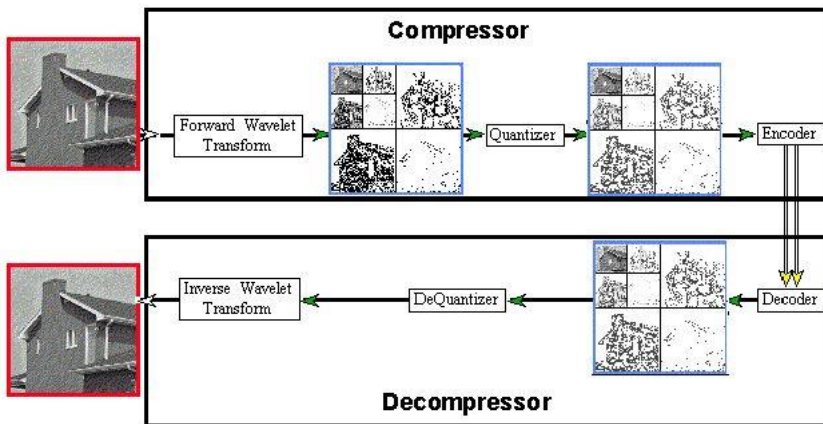 Compressor
Forward Wavelet
Transform
Quantizer
Encoder
Inverse Wavelet
Transform
DeQuantizer
Decoder
Decompressor